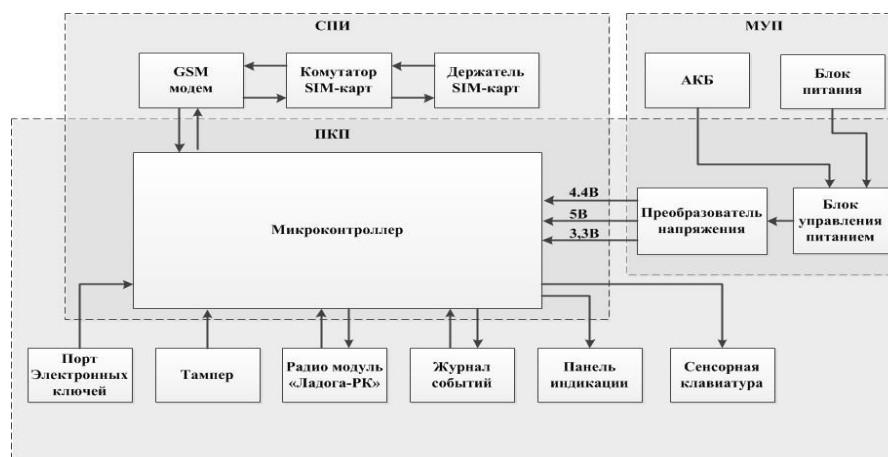 СПИ
МУП
GSM
модем
Комутатор
SIM-карт
Держатель
SIM-карт
АКБ
Блок
питания
ПКП
Микроконтроллер
4.4В
5В
3,3В
Преобразователь
напряжения
Блок
управления
питанием
Порт
Электронных
ключей
Тампер
Радио модуль
«Ладога-РК»
Журнал
событий
Панель
индикации
Сенсорная
клавиатура